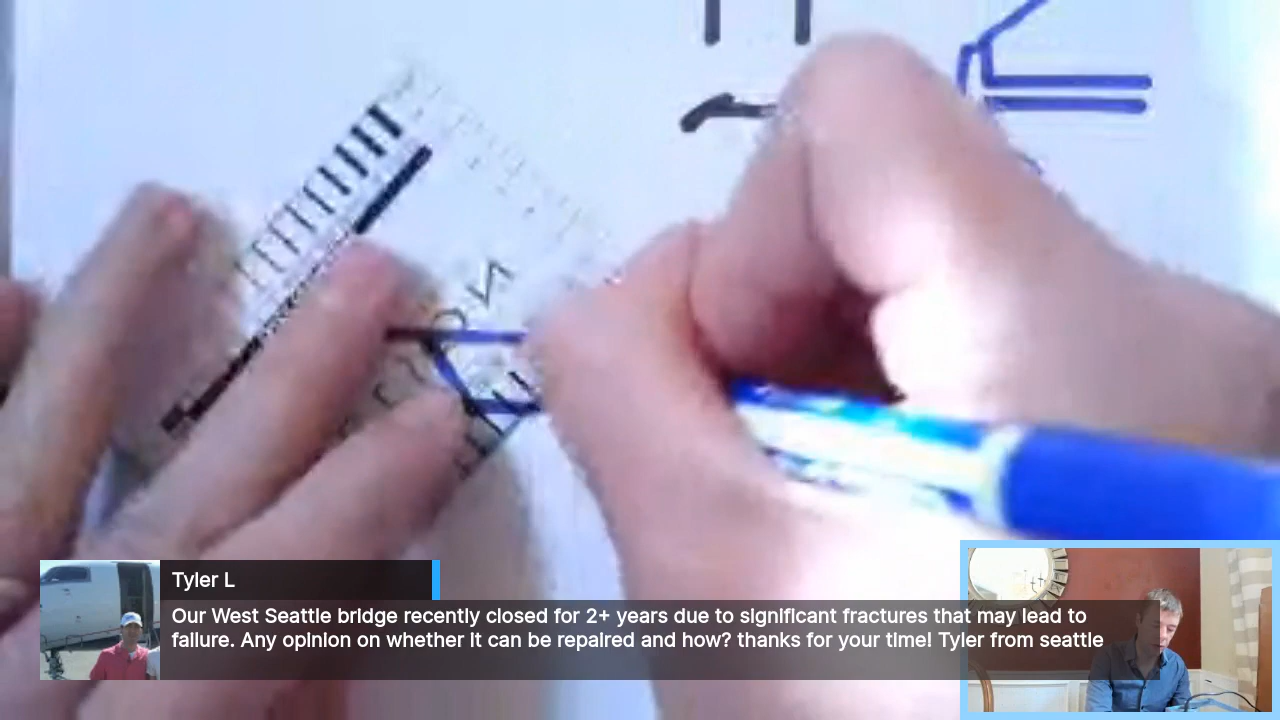 Tyler L
Our West Seattle bridge recently closed for 2+ years due to significant fractures that may lead to
failure. Any opinion on whether it can be repaired and how? thanks for your time! Tyler from seattle